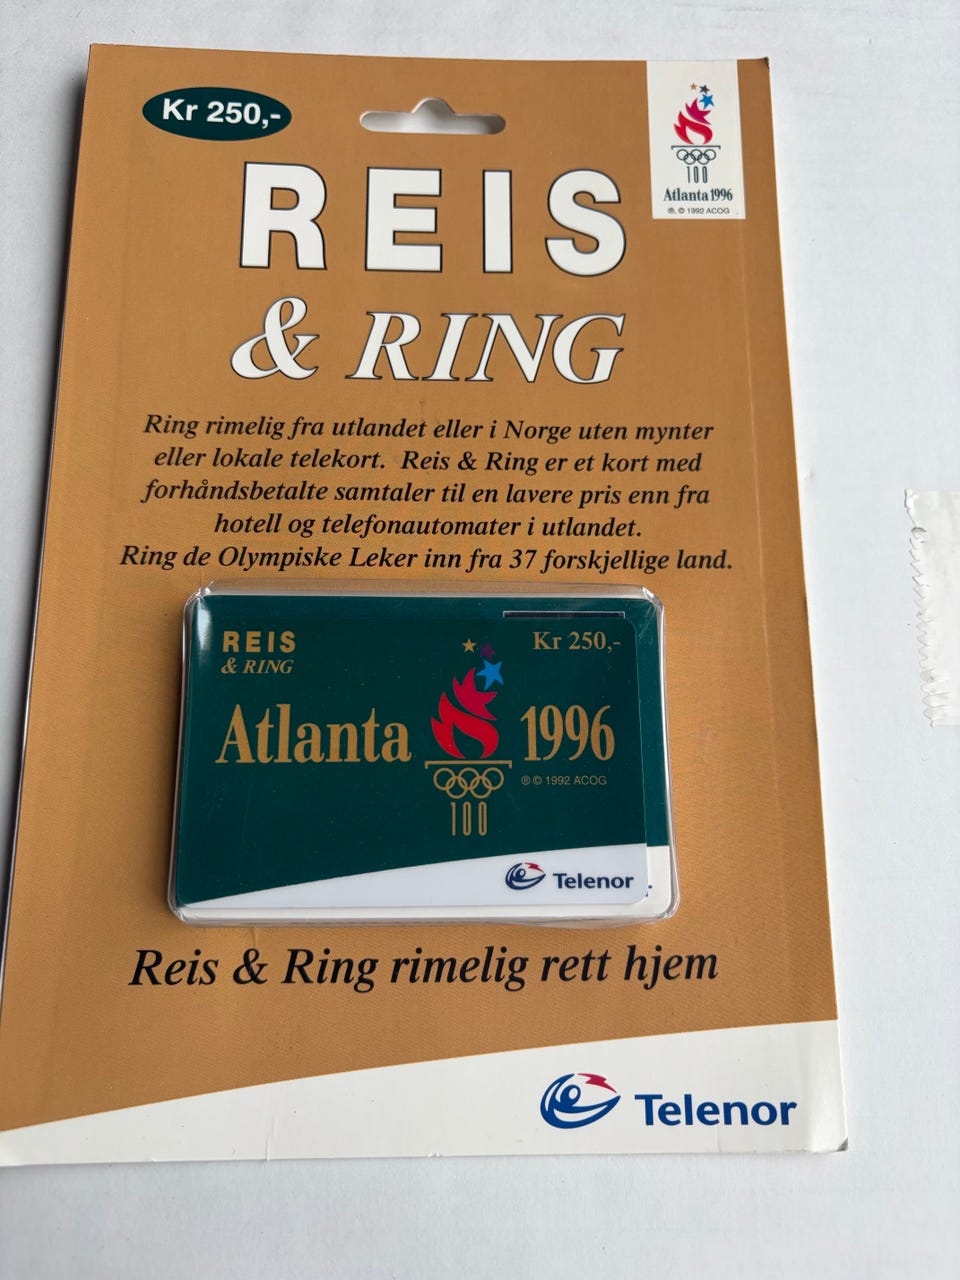 Kr 250,-
Atlanta 1996
®, © 1992 ACOG
REIS
& RING
Ring rimelig fra utlandet eller i Norge uten mynter
eller lokale telekort. Reis & Ring er et kort med
forhåndsbetalte samtaler til en lavere pris enn fra
hotell og telefonautomater i utlandet.
Ring de Olympiske Leker inn fra 37 forskjellige land.
REIS
& RING
Kr 250,-
Atlanta 1996
® © 1992 ACOG
100
Telenor
Reis & Ring rimelig rett hjem
Telenor